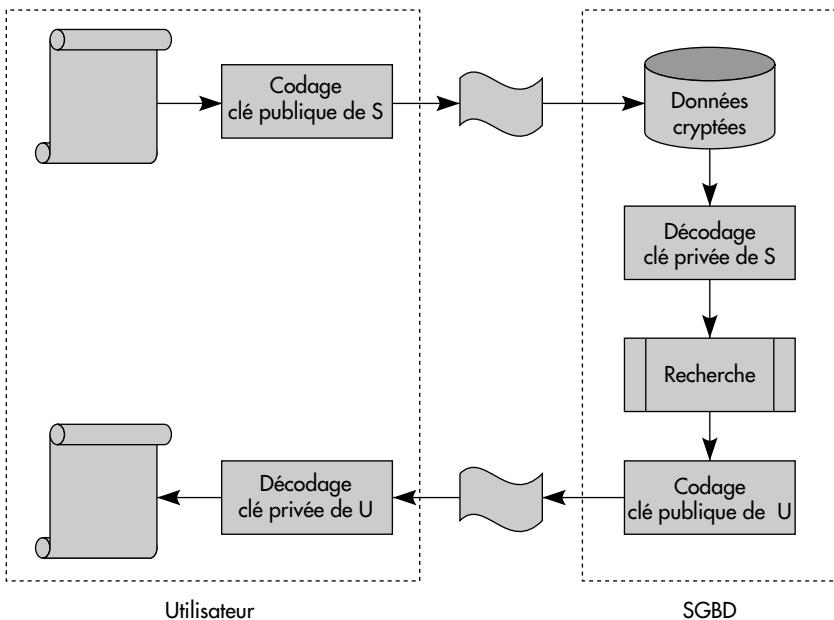 Codage
clé publique de S
Données
cryptées
Décodage
clé privée de S
Recherche
Décodage
clé privée de U
Codage
clé publique de U
Utilisateur
SGBD